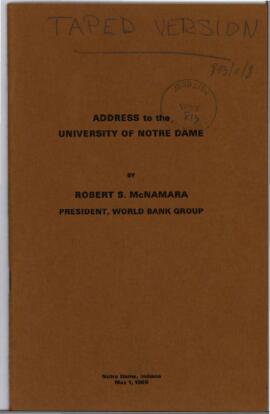 TAPED VERSION
ADDRESS to the
UNIVERSITY OF NOTRE DAME
BY
ROBERT S. McNAMARA
PRESIDENT, WORLD BANK GROUP
Notre Dame, Indiana
May 1, 1969